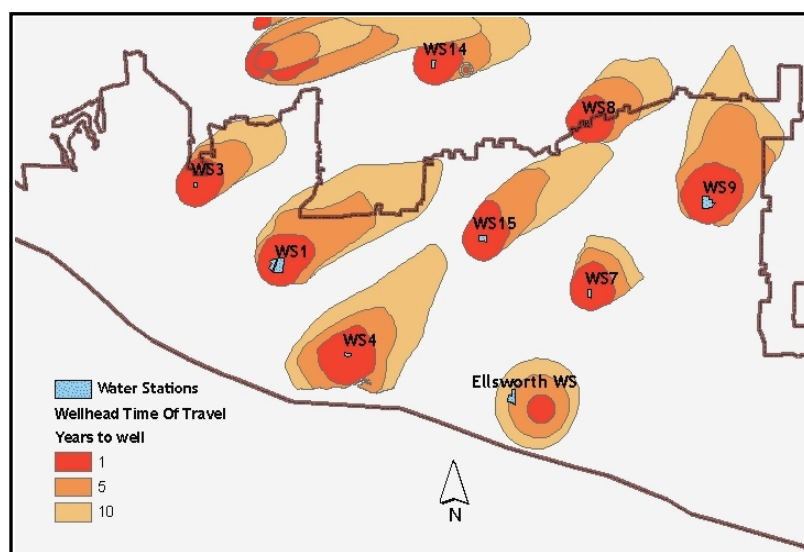 WS14
WS8
WS3
WS9
WS15
WS1
WS7
WS4
Ellsworth WS
Water Stations
Wellhead Time Of Travel
Years to well
1
5
10
N